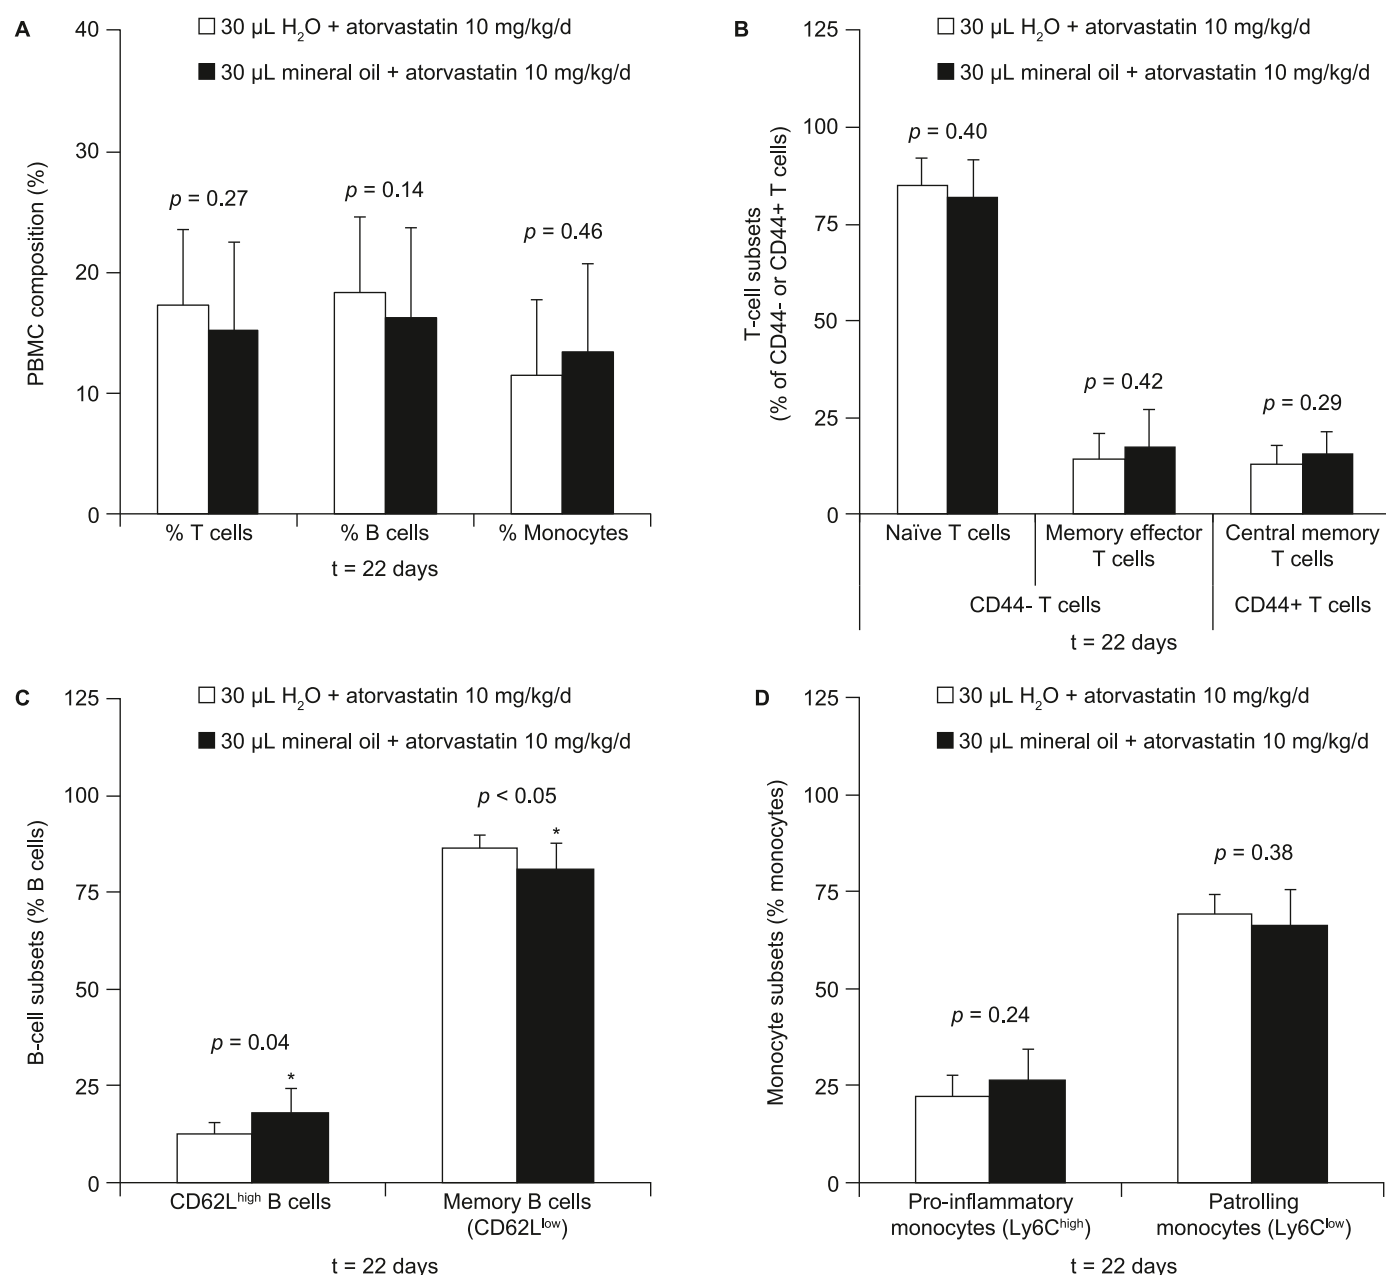 A
30 µL H₂O + atorvastatin 10 mg/kg/d
30 µL mineral oil + atorvastatin 10 mg/kg/d
PBMC composition (%)
40
30
20
10
0
p = 0.27
p = 0.14
p = 0.46
% T cells
% B cells
% Monocytes
t = 22 days
B
30 µL H₂O + atorvastatin 10 mg/kg/d
30 µL mineral oil + atorvastatin 10 mg/kg/d
T-cell subsets
(% of CD44- or CD44+ T cells)
125
100
75
50
25
0
p = 0.40
p = 0.42
p = 0.29
Naïve T cells
Memory effector
T cells
Central memory
T cells
CD44- T cells
CD44+ T cells
t = 22 days
C
30 µL H₂O + atorvastatin 10 mg/kg/d
30 µL mineral oil + atorvastatin 10 mg/kg/d
B-cell subsets (% B cells)
125
100
75
50
25
0
p = 0.04
*
p < 0.05
*
CD62Lhigh B cells
Memory B cells
(CD62Llow)
t = 22 days
D
30 µL H₂O + atorvastatin 10 mg/kg/d
30 µL mineral oil + atorvastatin 10 mg/kg/d
Monocyte subsets (% monocytes)
125
100
75
50
25
0
p = 0.24
p = 0.38
Pro-inflammatory
monocytes (Ly6Chigh)
Patrolling
monocytes (Ly6Clow)
t = 22 days